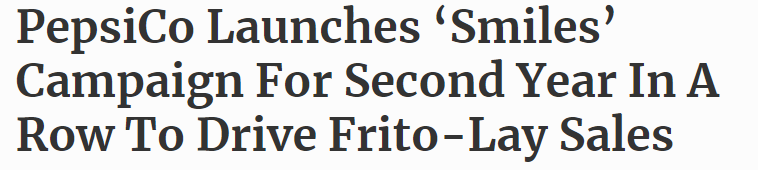 PepsiCo Launches ‘Smiles’
Campaign For Second Year In A
Row To Drive Frito-Lay Sales